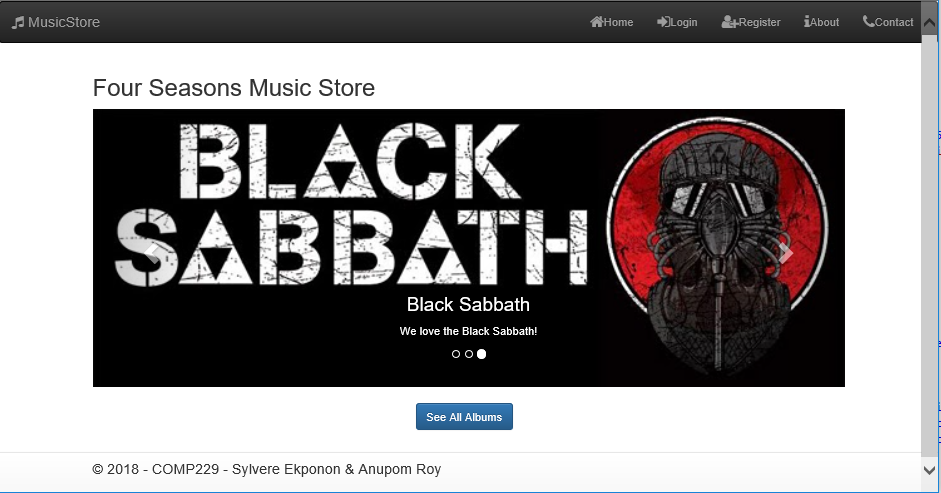 MusicStore Home Login Register About Contact
Four Seasons Music Store
BLACK
SABBATH
Black Sabbath
We love the Black Sabbath!
See All Albums
© 2018 - COMP229 - Sylvere Ekponon & Anupom Roy